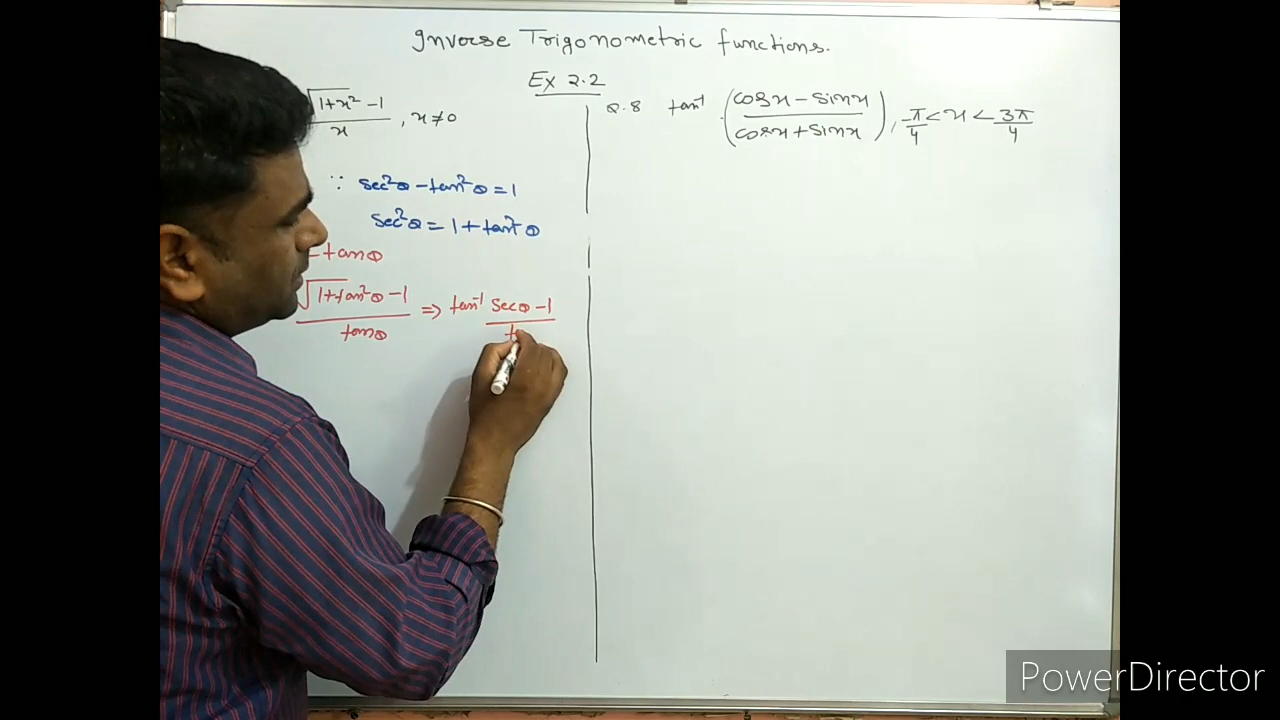 Inverse Trigonometric functions.
Ex 2.2
√1+x² -1
x , x≠0
∵ sec²θ - tan²θ = 1
sec²θ = 1 + tan²θ
= tanθ
√1+tan²θ -1
tanθ
⇒ tan⁻¹ secθ -1
t
Q.8 tan⁻¹ (cosx - sinx
cosx + sinx) , -π/4 < x < 3π/4
PowerDirector